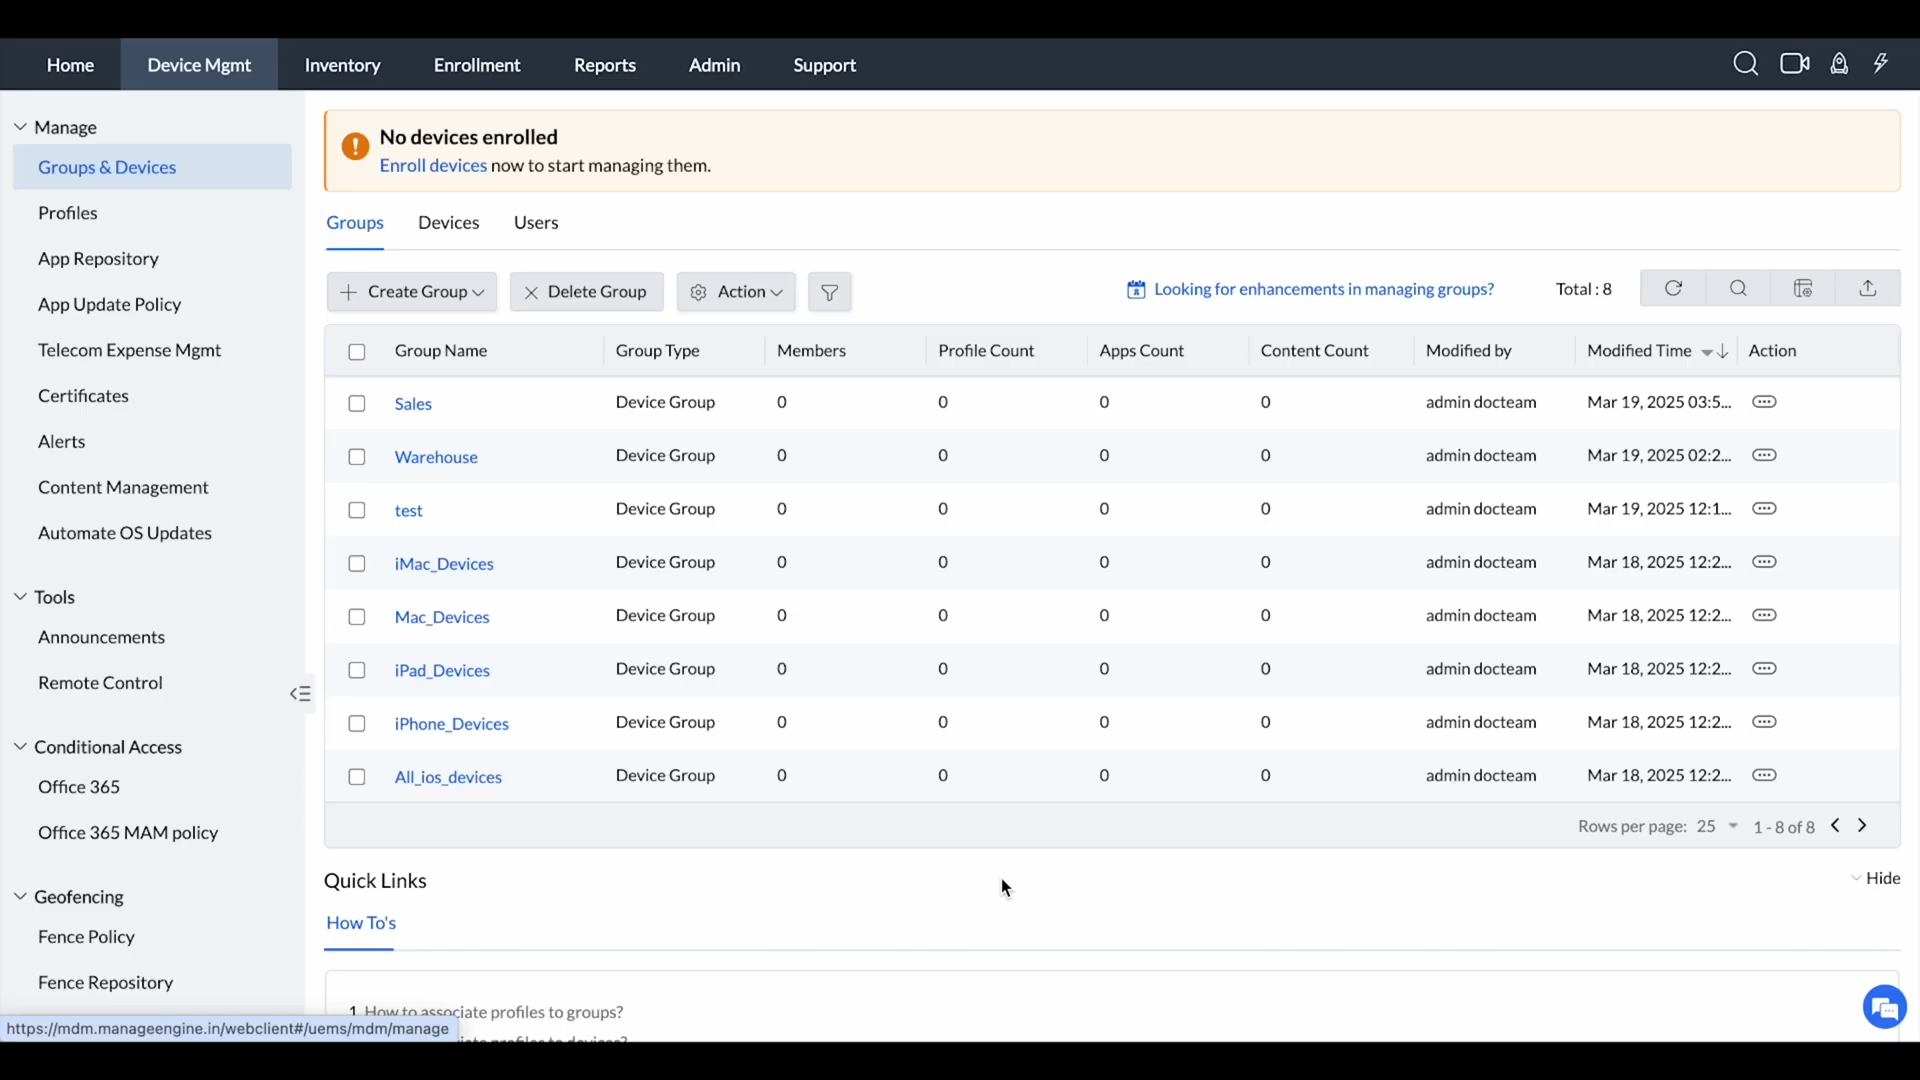 Home Device Mgmt Inventory Enrollment Reports Admin Support
Manage
Groups & Devices
Profiles
App Repository
App Update Policy
Telecom Expense Mgmt
Certificates
Alerts
Content Management
Automate OS Updates
Tools
Announcements
Remote Control
Conditional Access
Office 365
Office 365 MAM policy
Geofencing
Fence Policy
Fence Repository
https://mdm.manageengine.in/webclient#/uems/mdm/manage
No devices enrolled
Enroll devices now to start managing them.
Groups Devices Users
Create Group Delete Group Action Looking for enhancements in managing groups? Total : 8
Group Name Group Type Members Profile Count Apps Count Content Count Modified by Modified Time Action
Sales Device Group 0 0 0 0 admin docteam Mar 19, 2025 03:5...
Warehouse Device Group 0 0 0 0 admin docteam Mar 19, 2025 02:2...
test Device Group 0 0 0 0 admin docteam Mar 19, 2025 12:1...
iMac_Devices Device Group 0 0 0 0 admin docteam Mar 18, 2025 12:2...
Mac_Devices Device Group 0 0 0 0 admin docteam Mar 18, 2025 12:2...
iPad_Devices Device Group 0 0 0 0 admin docteam Mar 18, 2025 12:2...
iPhone_Devices Device Group 0 0 0 0 admin docteam Mar 18, 2025 12:2...
All_ios_devices Device Group 0 0 0 0 admin docteam Mar 18, 2025 12:2...
Rows per page: 25 1 - 8 of 8
Quick Links Hide
How To's
1. How to associate profiles to groups?
profiles to devices?